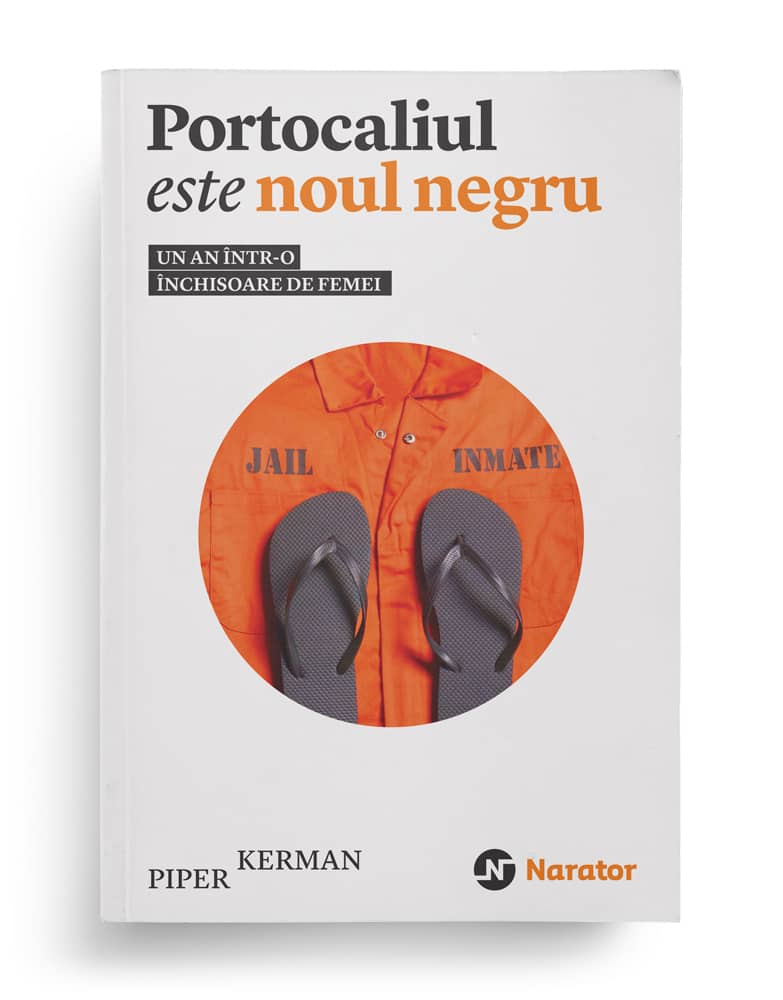 Portocaliul
este noul negru
UN AN ÎNTR-O
ÎNCHISOARE DE FEMEI
JAIL INMATE
PIPER KERMAN
N Narator